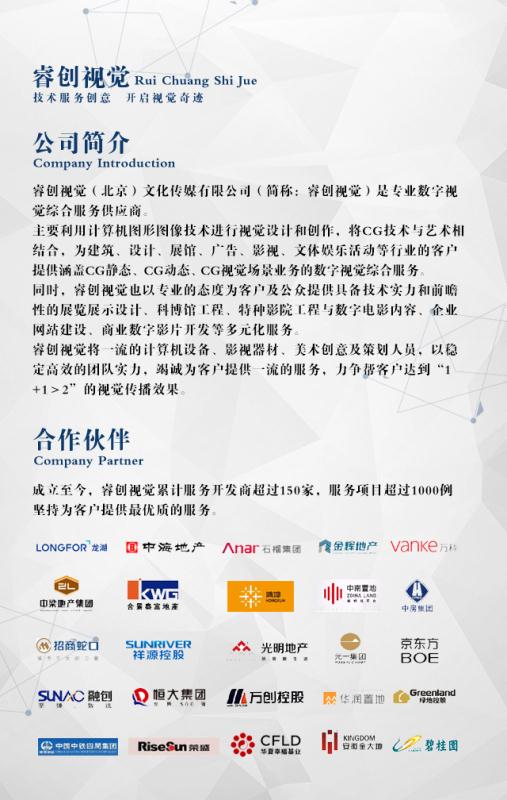 睿创视觉 Rui Chuang Shi Jue
技术服务创意 开启视觉奇迹
公司简介
Company Introduction
睿创视觉（北京）文化传媒有限公司（简称：睿创视觉）是专业数字视
觉综合服务供应商。
主要利用计算机图形图像技术进行视觉设计和创作，将CG技术与艺术相
结合，为建筑、设计、展馆、广告、影视、文体娱乐活动等行业的客户
提供涵盖CG静态、CG动态、CG视觉场景业务的数字视觉综合服务。
同时，睿创视觉也以专业的态度为客户及公众提供具备技术实力和前瞻
性的展览展示设计、科博馆工程、特种影院工程与数字电影内容、企业
网站建设、商业数字影片开发等多元化服务。
睿创视觉将一流的计算机设备、影视器材、美术创意及策划人员，以稳
定高效的团队实力，竭诚为客户提供一流的服务，力争帮客户达到“1
+1＞2”的视觉传播效果。
合作伙伴
Company Partner
成立至今，睿创视觉累计服务开发商超过150家，服务项目超过1000例
坚持为客户提供最优质的服务。
LONGFOR 龙湖 中海地产 Anar 石榴集团 金辉地产 vanke 万科
中梁地产集团 KWG 合景泰富地产 鸿坤 HONGKUN 中南置地 ZOINA LAND 中房集团
招商蛇口 SUNRIVER 祥源控股 光明地产 元一集团 京东方 BOE
SUNAC 融创 恒大集团 万创控股 华润置地 Greenland 绿地控股
中国中铁四局集团 RiseSun 荣盛 CFLD 华夏幸福基业 KINGDOM 安徽金大地 碧桂园